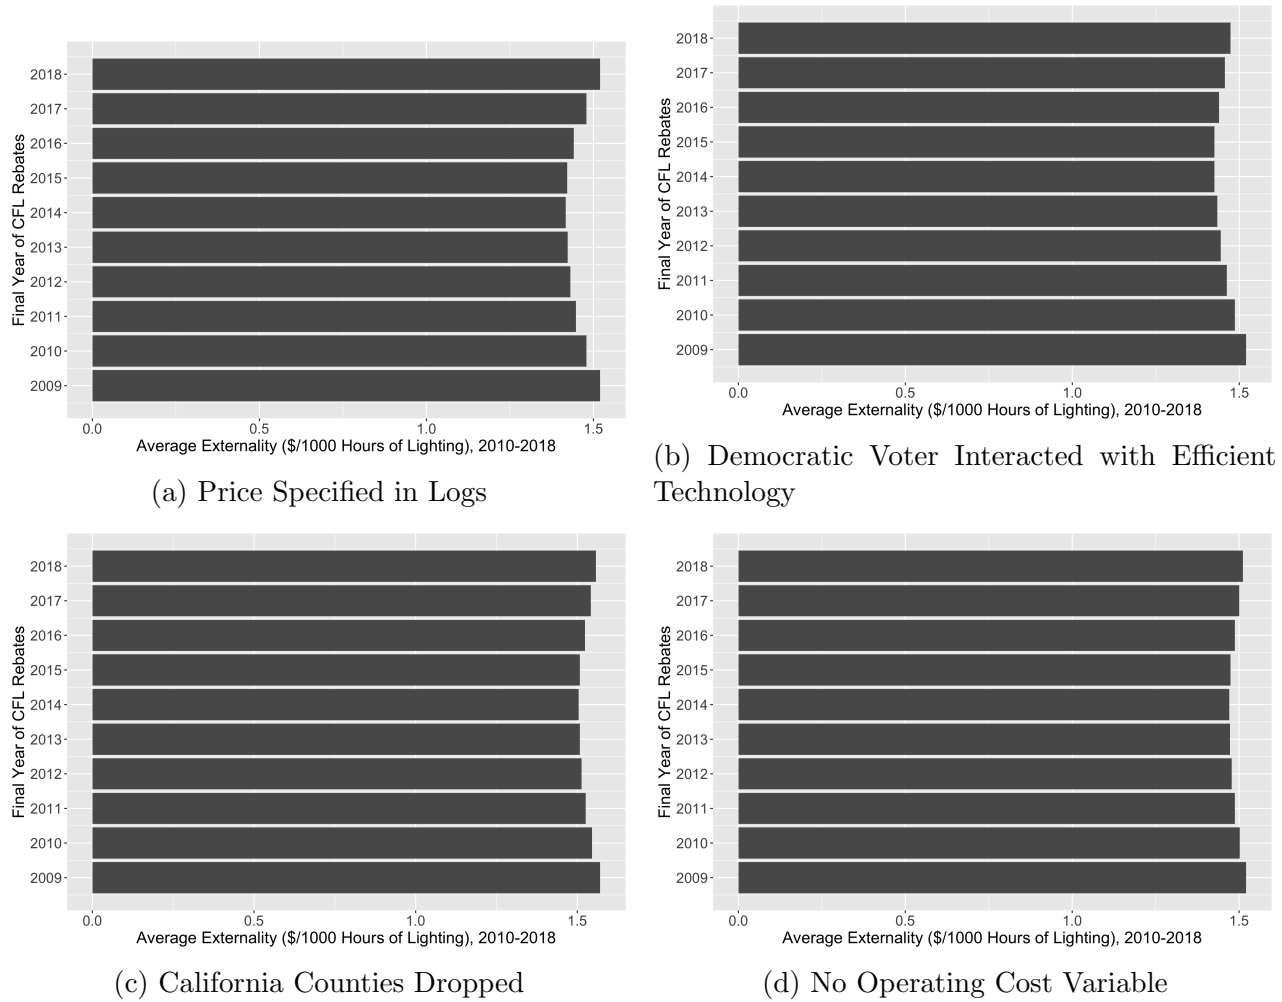 2018
2017
2016
2015
2014
2013
2012
2011
2010
2009
Final Year of CFL Rebates
0.0 0.5 1.0 1.5
Average Externality ($/1000 Hours of Lighting), 2010-2018
(a) Price Specified in Logs
2018
2017
2016
2015
2014
2013
2012
2011
2010
2009
Final Year of CFL Rebates
0.0 0.5 1.0 1.5
Average Externality ($/1000 Hours of Lighting), 2010-2018
(b) Democratic Voter Interacted with Efficient
Technology
2018
2017
2016
2015
2014
2013
2012
2011
2010
2009
Final Year of CFL Rebates
0.0 0.5 1.0 1.5
Average Externality ($/1000 Hours of Lighting), 2010-2018
(c) California Counties Dropped
2018
2017
2016
2015
2014
2013
2012
2011
2010
2009
Final Year of CFL Rebates
0.0 0.5 1.0 1.5
Average Externality ($/1000 Hours of Lighting), 2010-2018
(d) No Operating Cost Variable